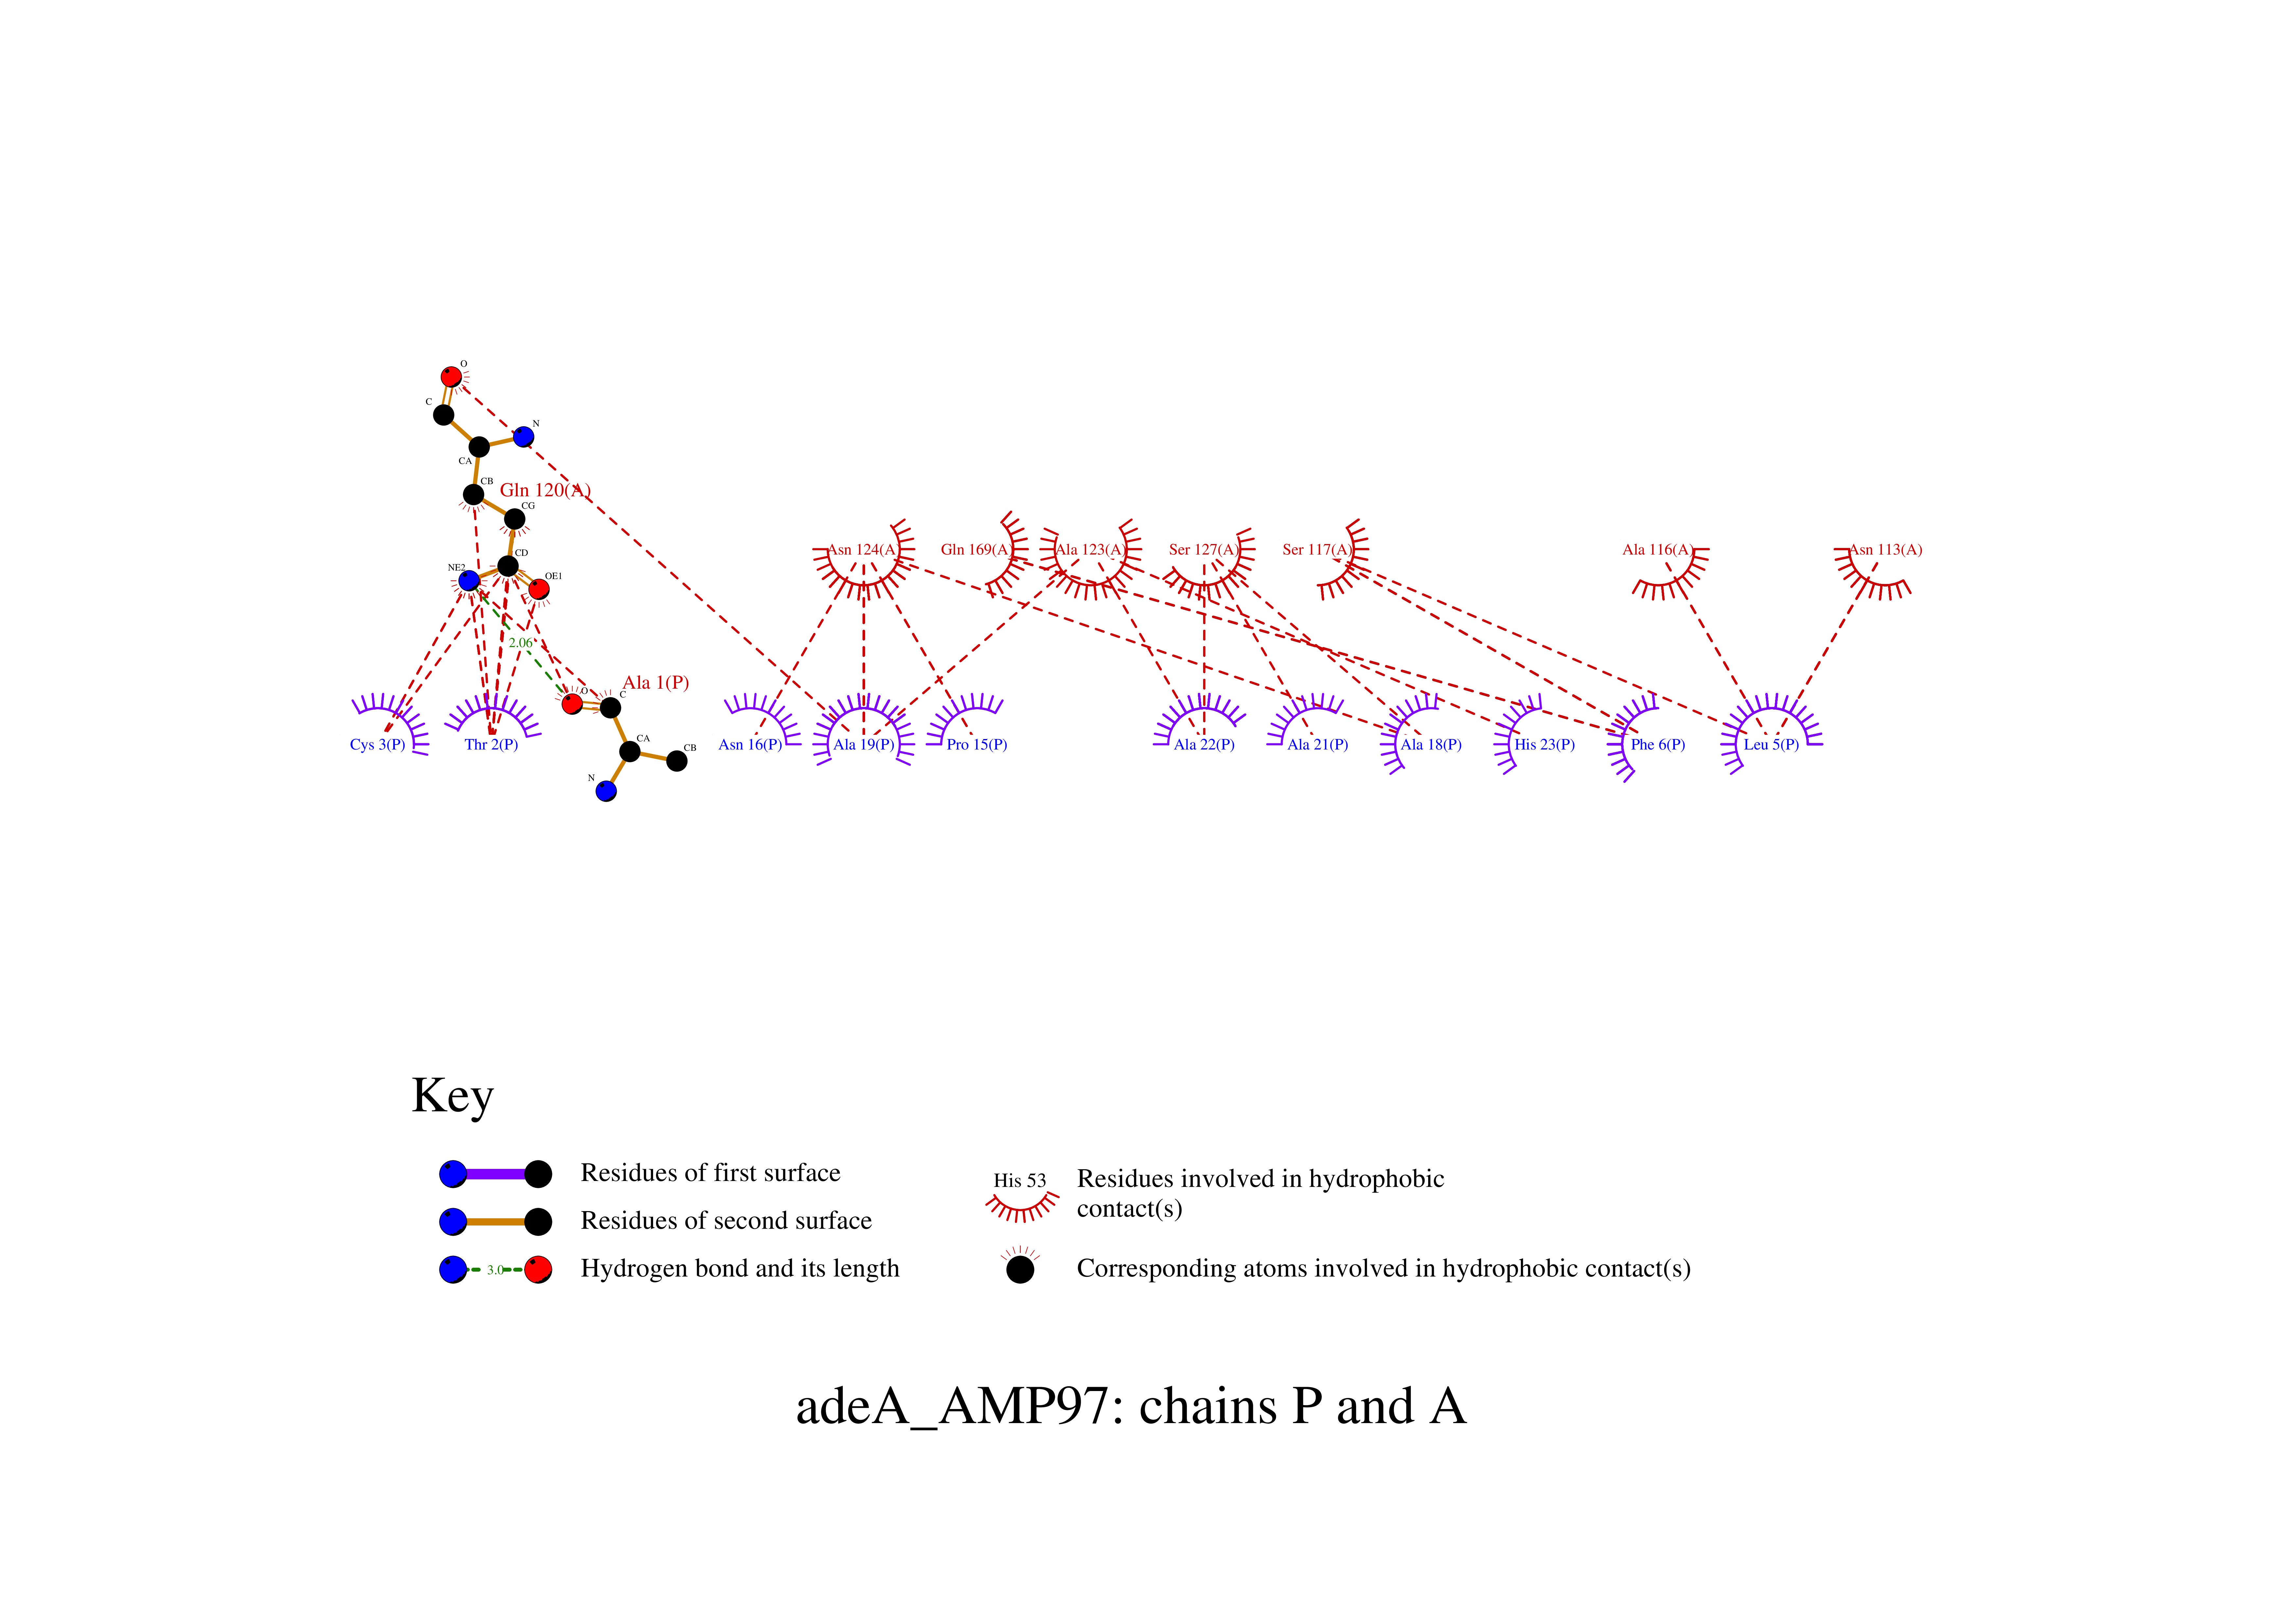 O
C
N
CA
CB
Gln 120(A)
CG
CD
NE2
OE1
Asn 124(A)
Gln 169(A)
Ala 123(A)
Ser 127(A)
Ser 117(A)
Ala 116(A)
Asn 113(A)
2.06
Ala 1(P)
O
C
CA
CB
N
Cys 3(P)
Thr 2(P)
Asn 16(P)
Ala 19(P)
Pro 15(P)
Ala 22(P)
Ala 21(P)
Ala 18(P)
His 23(P)
Phe 6(P)
Leu 5(P)
Key
Residues of first surface
Residues of second surface
3.0
Hydrogen bond and its length
His 53
Residues involved in hydrophobic
contact(s)
Corresponding atoms involved in hydrophobic contact(s)
adeA_AMP97: chains P and A